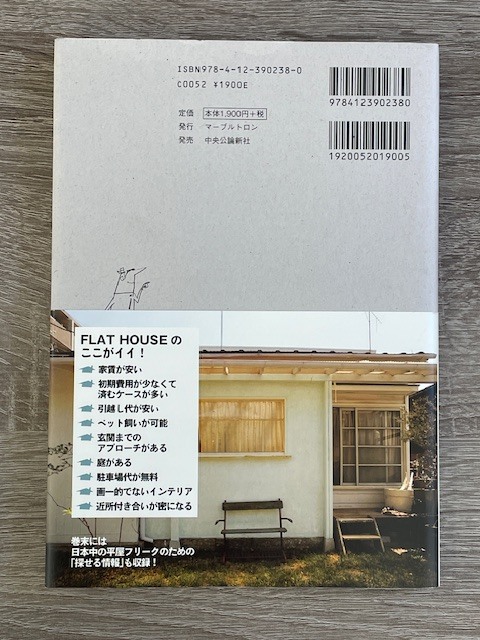 ISBN978-4-12-390238-0
C0052 ¥1900E
定価 本体1,900円+税
発行 マーブルトロン
発売 中央公論新社
9784123902380
1920052019005
FLAT HOUSEの
ここがイイ!
家賃が安い
初期費用が少なくて
済むケースが多い
引越し代が安い
ペット飼いが可能
玄関までの
アプローチがある
庭がある
駐車場代が無料
画一的でないインテリア
近所付き合いが密になる
巻末には
日本中の平屋フリークのための
「探せる情報」も収録!